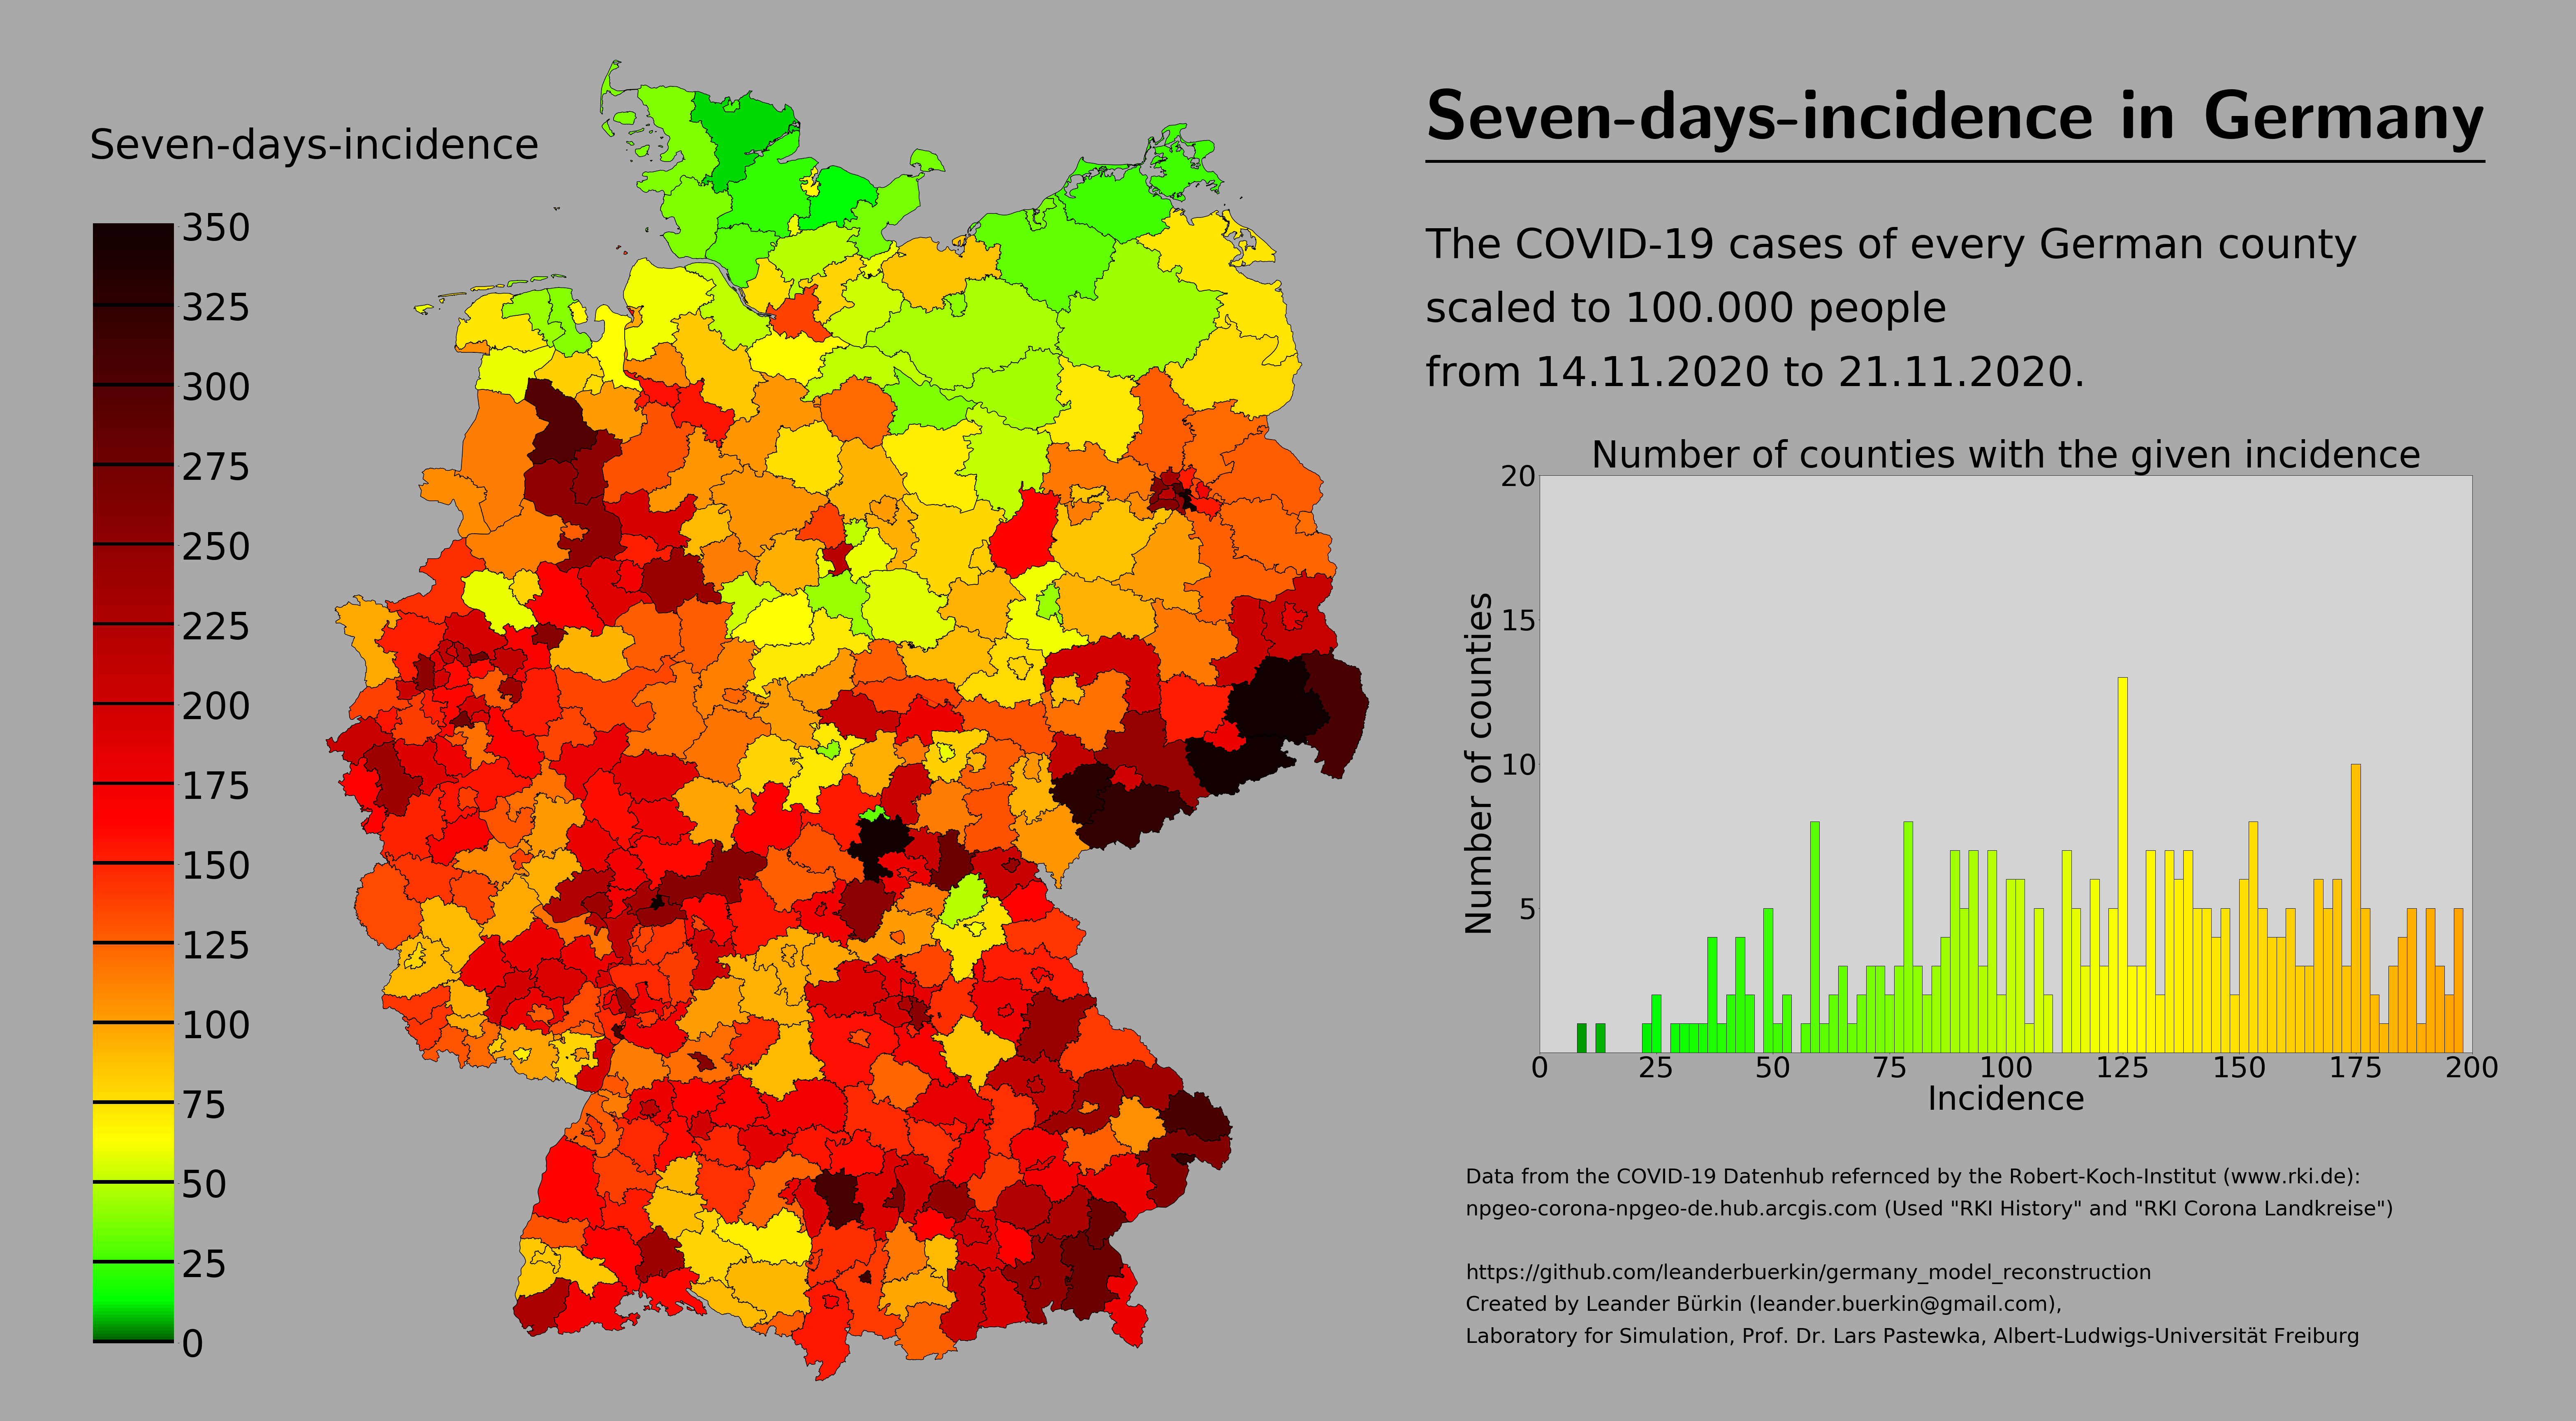 Seven-days-incidence in Germany
Seven-days-incidence
350
325
300
275
250
225
200
175
150
125
100
75
50
25
0
The COVID-19 cases of every German county
scaled to 100.000 people
from 14.11.2020 to 21.11.2020.
Number of counties with the given incidence
Number of counties
20
15
10
5
0 25 50 75 100 125 150 175 200
Incidence
Data from the COVID-19 Datenhub refernced by the Robert-Koch-Institut (www.rki.de):
npgeo-corona-npgeo-de.hub.arcgis.com (Used "RKI History" and "RKI Corona Landkreise")
https://github.com/leanderbuerkin/germany_model_reconstruction
Created by Leander Bürkin (leander.buerkin@gmail.com),
Laboratory for Simulation, Prof. Dr. Lars Pastewka, Albert-Ludwigs-Universität Freiburg